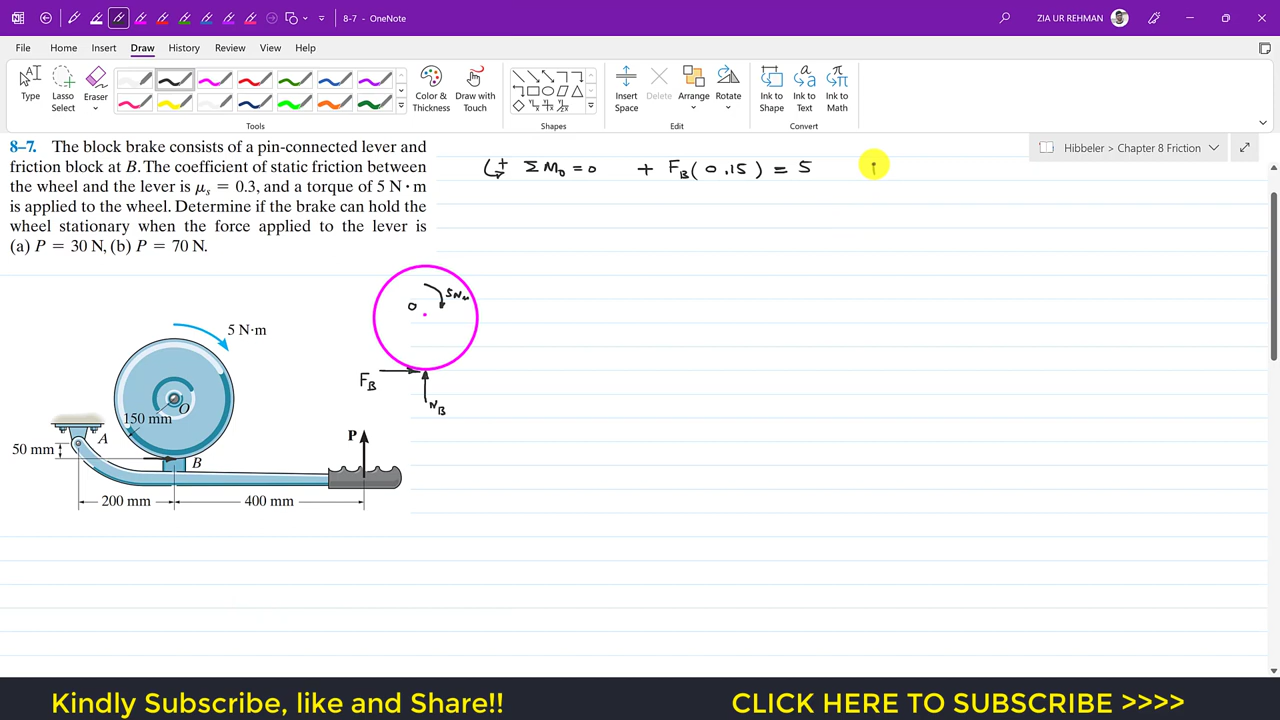 8-7 - OneNote
ZIA UR REHMAN
File Home Insert Draw History Review View Help
Type
Lasso Select
Eraser
Color & Thickness
Draw with Touch
Insert Space
Delete
Arrange
Rotate
Ink to Shape
Ink to Text
Ink to Math
Tools
Shapes
Edit
Convert
Hibbeler > Chapter 8 Friction
8–7. The block brake consists of a pin-connected lever and
friction block at B. The coefficient of static friction between
the wheel and the lever is μs = 0.3, and a torque of 5 N·m
is applied to the wheel. Determine if the brake can hold the
wheel stationary when the force applied to the lever is
(a) P = 30 N, (b) P = 70 N.
(+ ΣMo = 0 + FB(0.15) = 5
5Nm
O
FB
NB
5 N·m
150 mm
O
A
50 mm
B
P
200 mm
400 mm
Kindly Subscribe, like and Share!!
CLICK HERE TO SUBSCRIBE >>>>